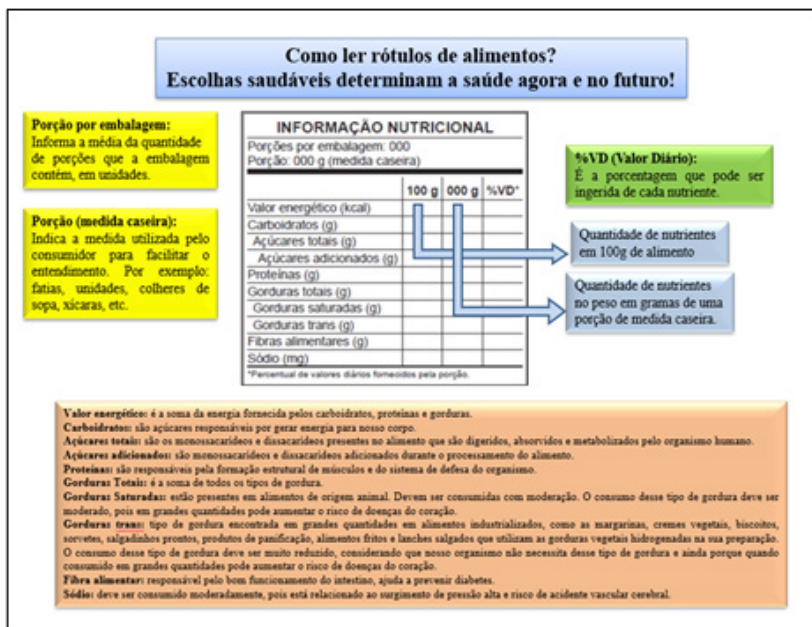 Como ler rótulos de alimentos?
Escolhas saudáveis determinam a saúde agora e no futuro!
Porção por embalagem:
Informa a média da quantidade
de porções que a embalagem
contém, em unidades.
Porção (medida caseira):
Indica a medida utilizada pelo
consumidor para facilitar o
entendimento. Por exemplo:
fatias, unidades, colheres de
sopa, xícaras, etc.
INFORMAÇÃO NUTRICIONAL
Porções por embalagem: 000
Porção: 000 g (medida caseira)
100 g 000 g %VD*
Valor energético (kcal)
Carboidratos (g)
Açúcares totais (g)
Açúcares adicionados (g)
Proteínas (g)
Gorduras totais (g)
Gorduras saturadas (g)
Gorduras trans (g)
Fibras alimentares (g)
Sódio (mg)
*Percentual de valores diários fornecidos pela porção.
%VD (Valor Diário):
É a porcentagem que pode ser
ingerida de cada nutriente.
Quantidade de nutrientes
em 100g de alimento
Quantidade de nutrientes
no peso em gramas de uma
porção de medida caseira.
Valor energético: é a soma da energia fornecida pelos carboidratos, proteínas e gorduras.
Carboidratos: são açúcares responsáveis por gerar energia para nosso corpo.
Açúcares totais: são os monossacarídeos e dissacarídeos presentes no alimento que são digeridos, absorvidos e metabolizados pelo organismo humano.
Açúcares adicionados: são monossacarídeos e dissacarídeos adicionados durante o processamento do alimento.
Proteínas: são responsáveis pela formação estrutural de músculos e do sistema de defesa do organismo.
Gorduras Totais: é a soma de todos os tipos de gordura.
Gorduras Saturadas: estão presentes em alimentos de origem animal. Devem ser consumidas com moderação. O consumo desse tipo de gordura deve ser
moderado, pois em grandes quantidades pode aumentar o risco de doenças do coração.
Gorduras trans: tipo de gordura encontrada em grandes quantidades em alimentos industrializados, como as margarinas, cremes vegetais, biscoitos,
sorvetes, salgadinhos prontos, produtos de panificação, alimentos fritos e lanches salgados que utilizam as gorduras vegetais hidrogenadas na sua preparação.
O consumo desse tipo de gordura deve ser muito reduzido, considerando que nosso organismo não necessita desse tipo de gordura e ainda porque quando
consumido em grandes quantidades pode aumentar o risco de doenças do coração.
Fibra alimentar: responsável pelo bom funcionamento do intestino, ajuda a prevenir diabetes.
Sódio: deve ser consumido moderadamente, pois está relacionado ao surgimento de pressão alta e risco de acidente vascular cerebral.